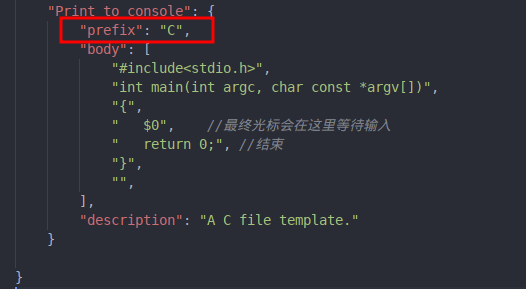 "Print to console": {
"prefix": "C",
"body": [
"#include<stdio.h>",
"int main(int argc, char const *argv[])",
"{",
"   $0",    //最终光标会在这里等待输入
"   return 0;", //结束
"}",
"",
],
"description": "A C file template."
}
}